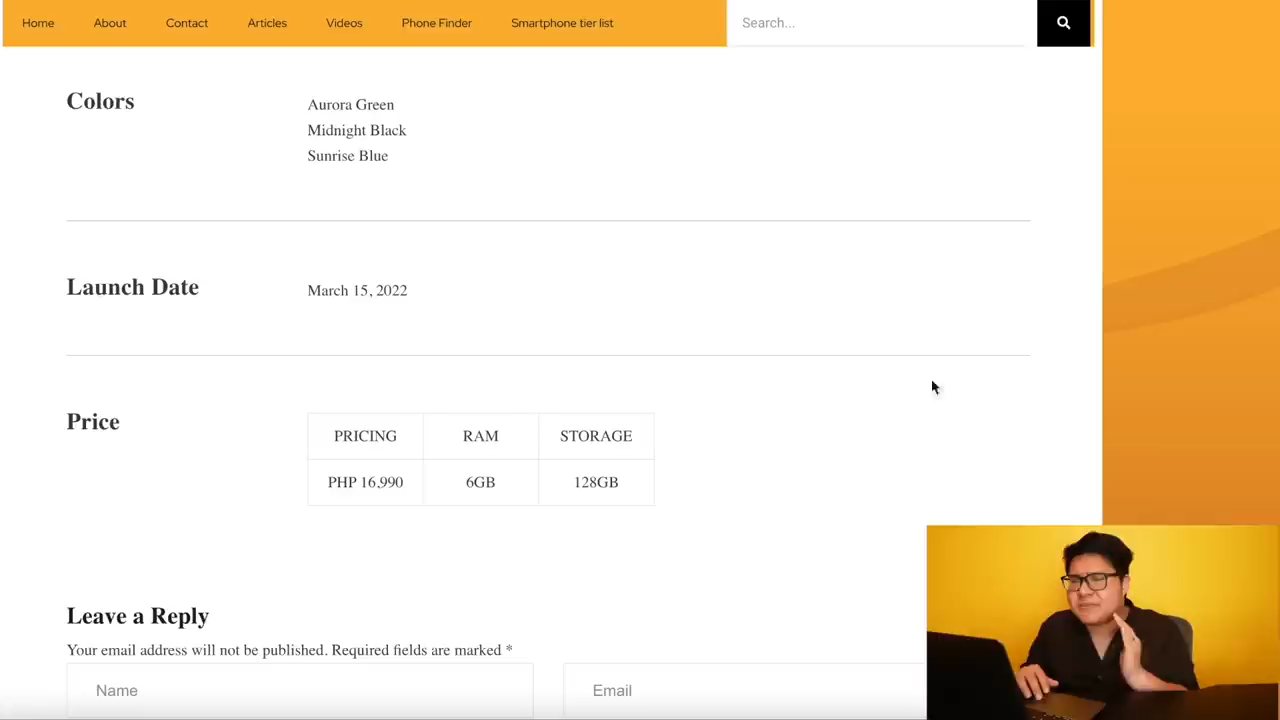 Home About Contact Articles Videos Phone Finder Smartphone tier list Search...
Colors
Aurora Green
Midnight Black
Sunrise Blue
Launch Date
March 15, 2022
Price
PRICING RAM STORAGE
PHP 16,990 6GB 128GB
Leave a Reply
Your email address will not be published. Required fields are marked *
Name Email